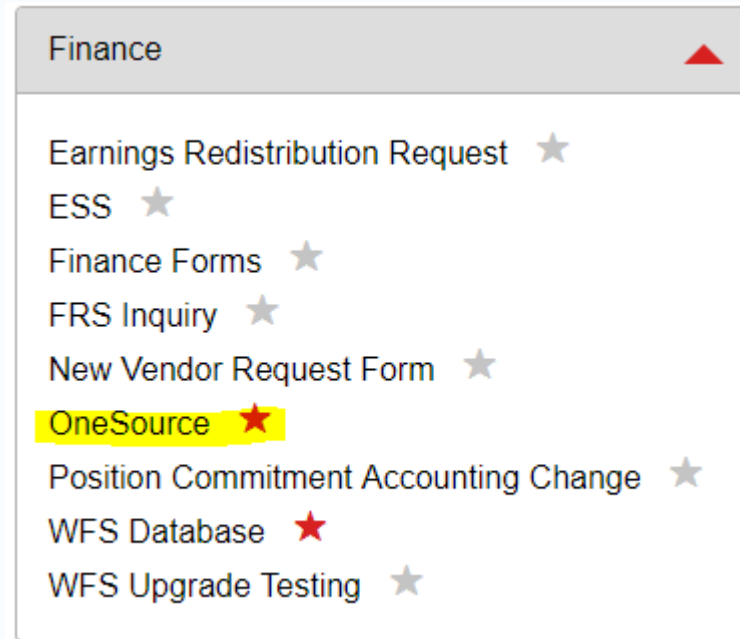 Finance
Earnings Redistribution Request
ESS
Finance Forms
FRS Inquiry
New Vendor Request Form
OneSource
Position Commitment Accounting Change
WFS Database
WFS Upgrade Testing